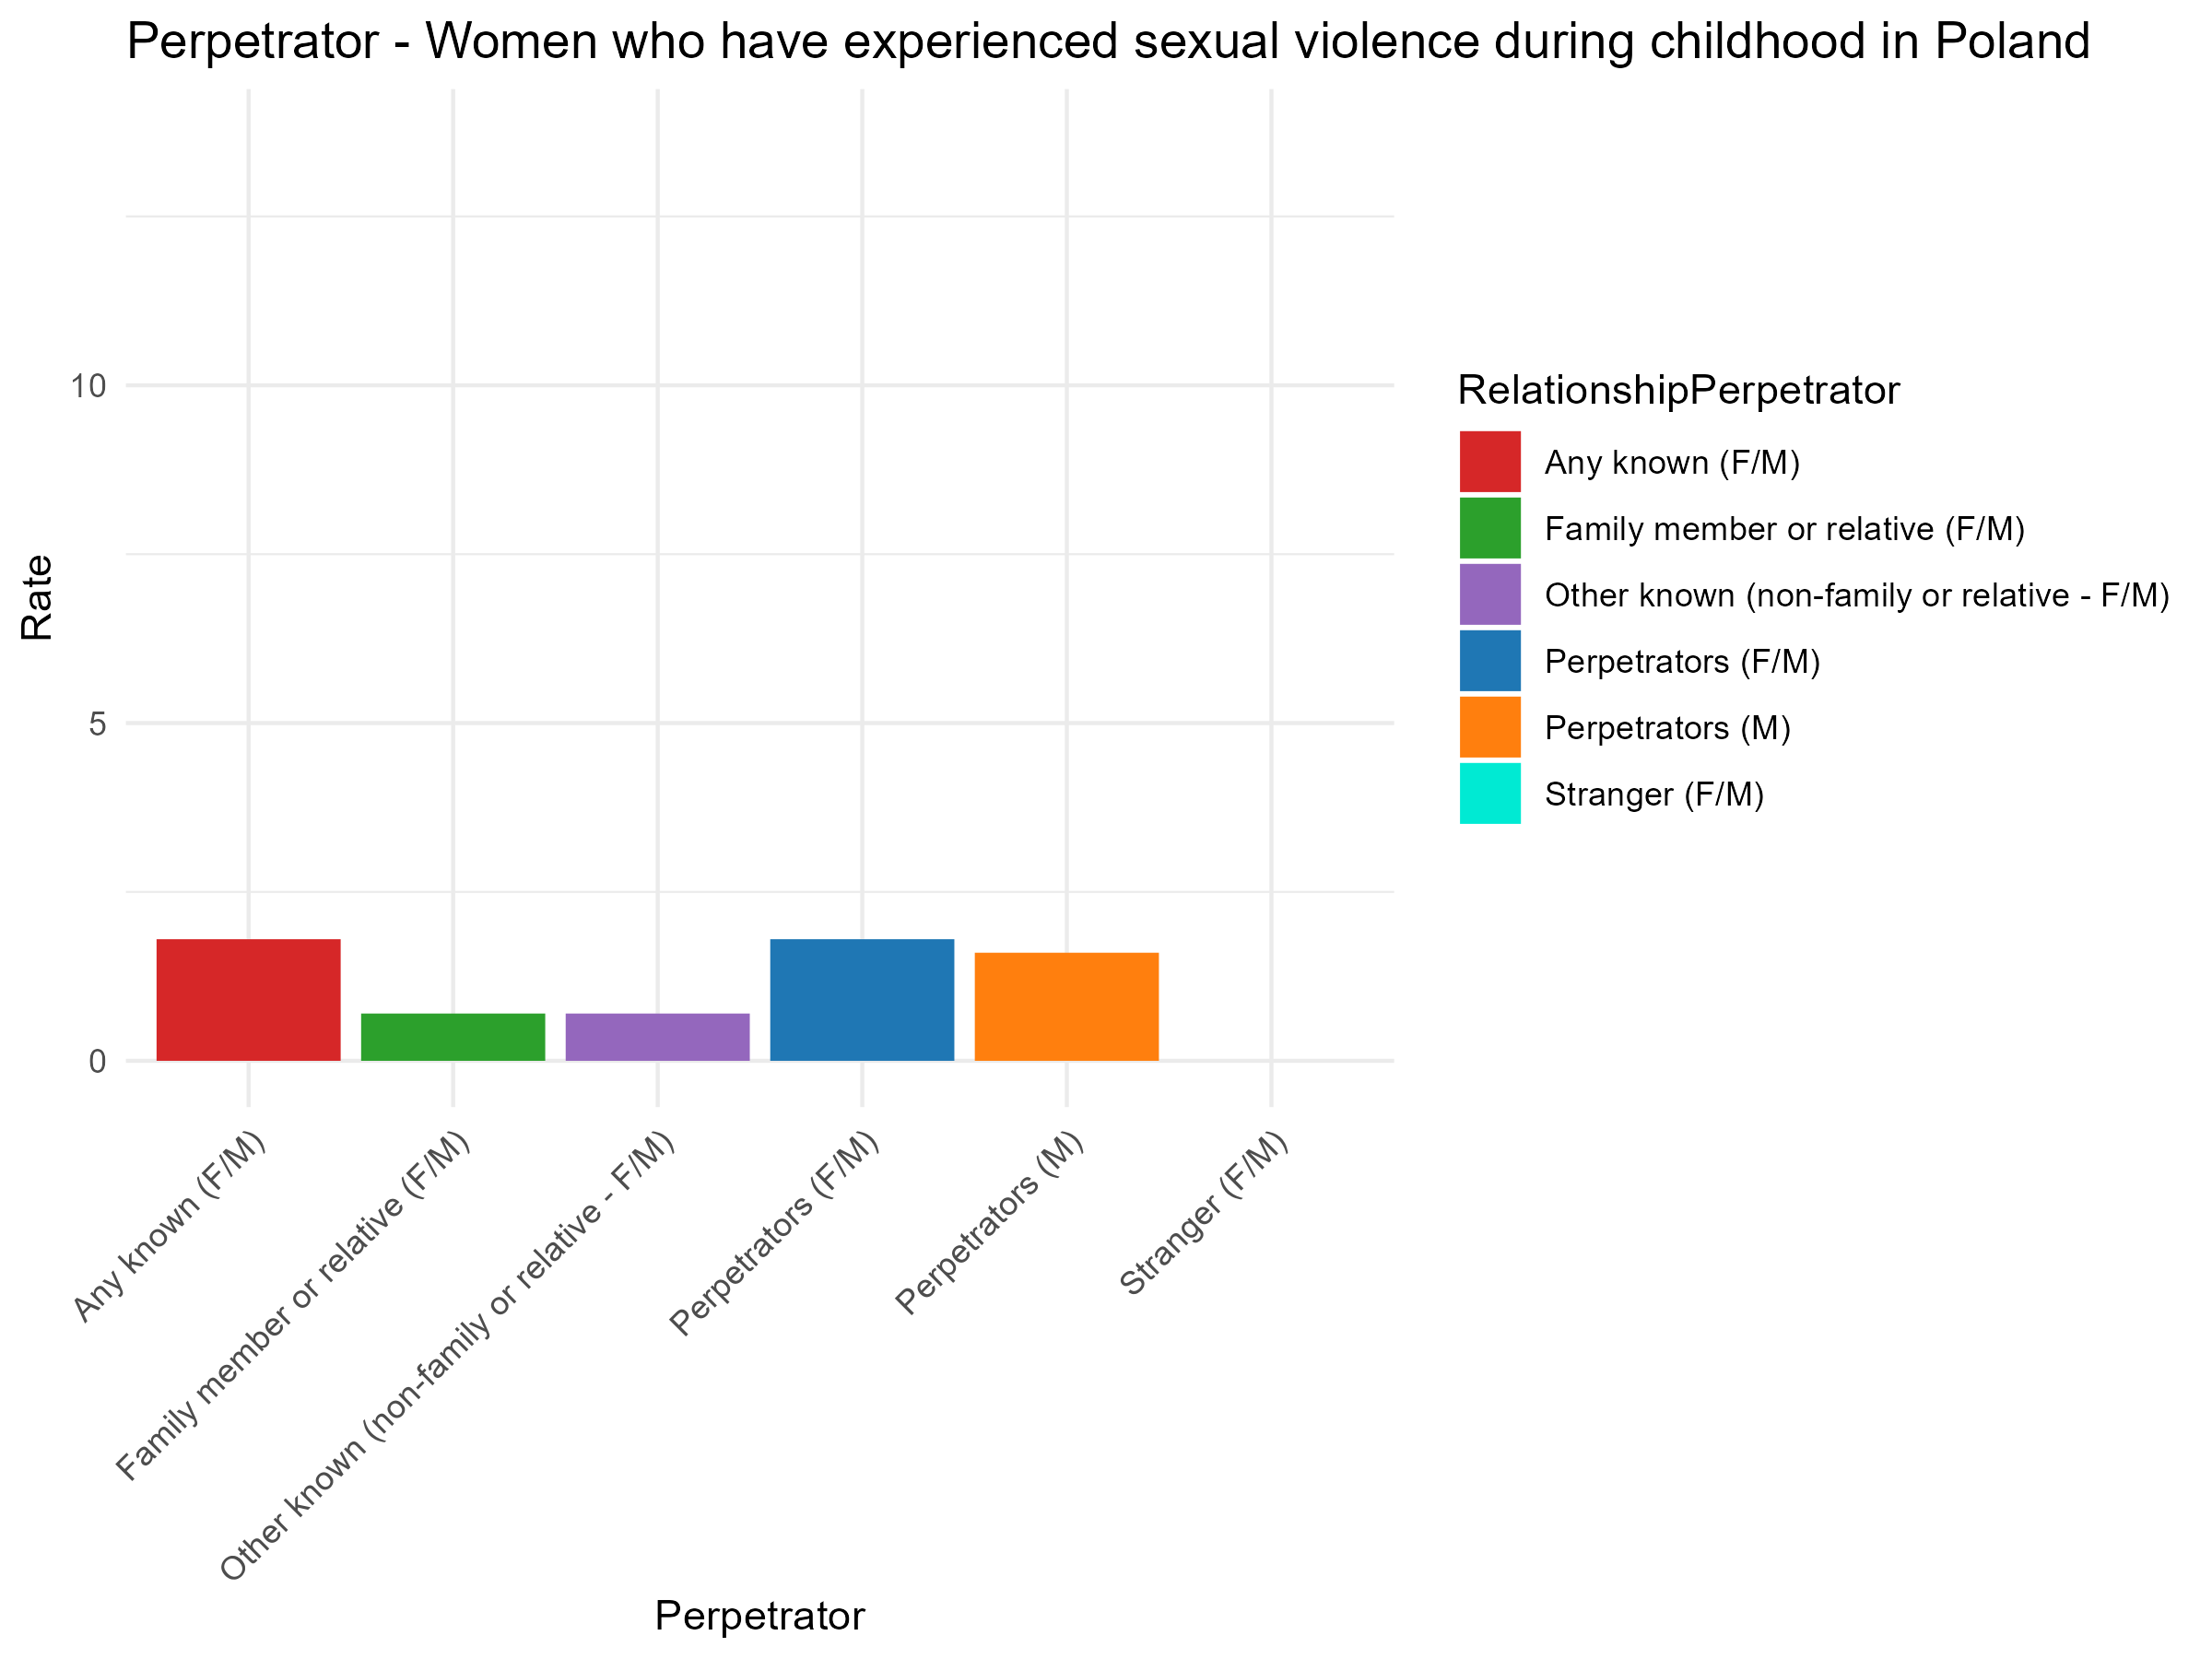 Perpetrator - Women who have experienced sexual violence during childhood in Poland
Rate
10
5
0
Any known (F/M)
Family member or relative (F/M)
Other known (non-family or relative - F/M)
Perpetrators (F/M)
Perpetrators (M)
Stranger (F/M)
Perpetrator
RelationshipPerpetrator
Any known (F/M)
Family member or relative (F/M)
Other known (non-family or relative - F/M)
Perpetrators (F/M)
Perpetrators (M)
Stranger (F/M)